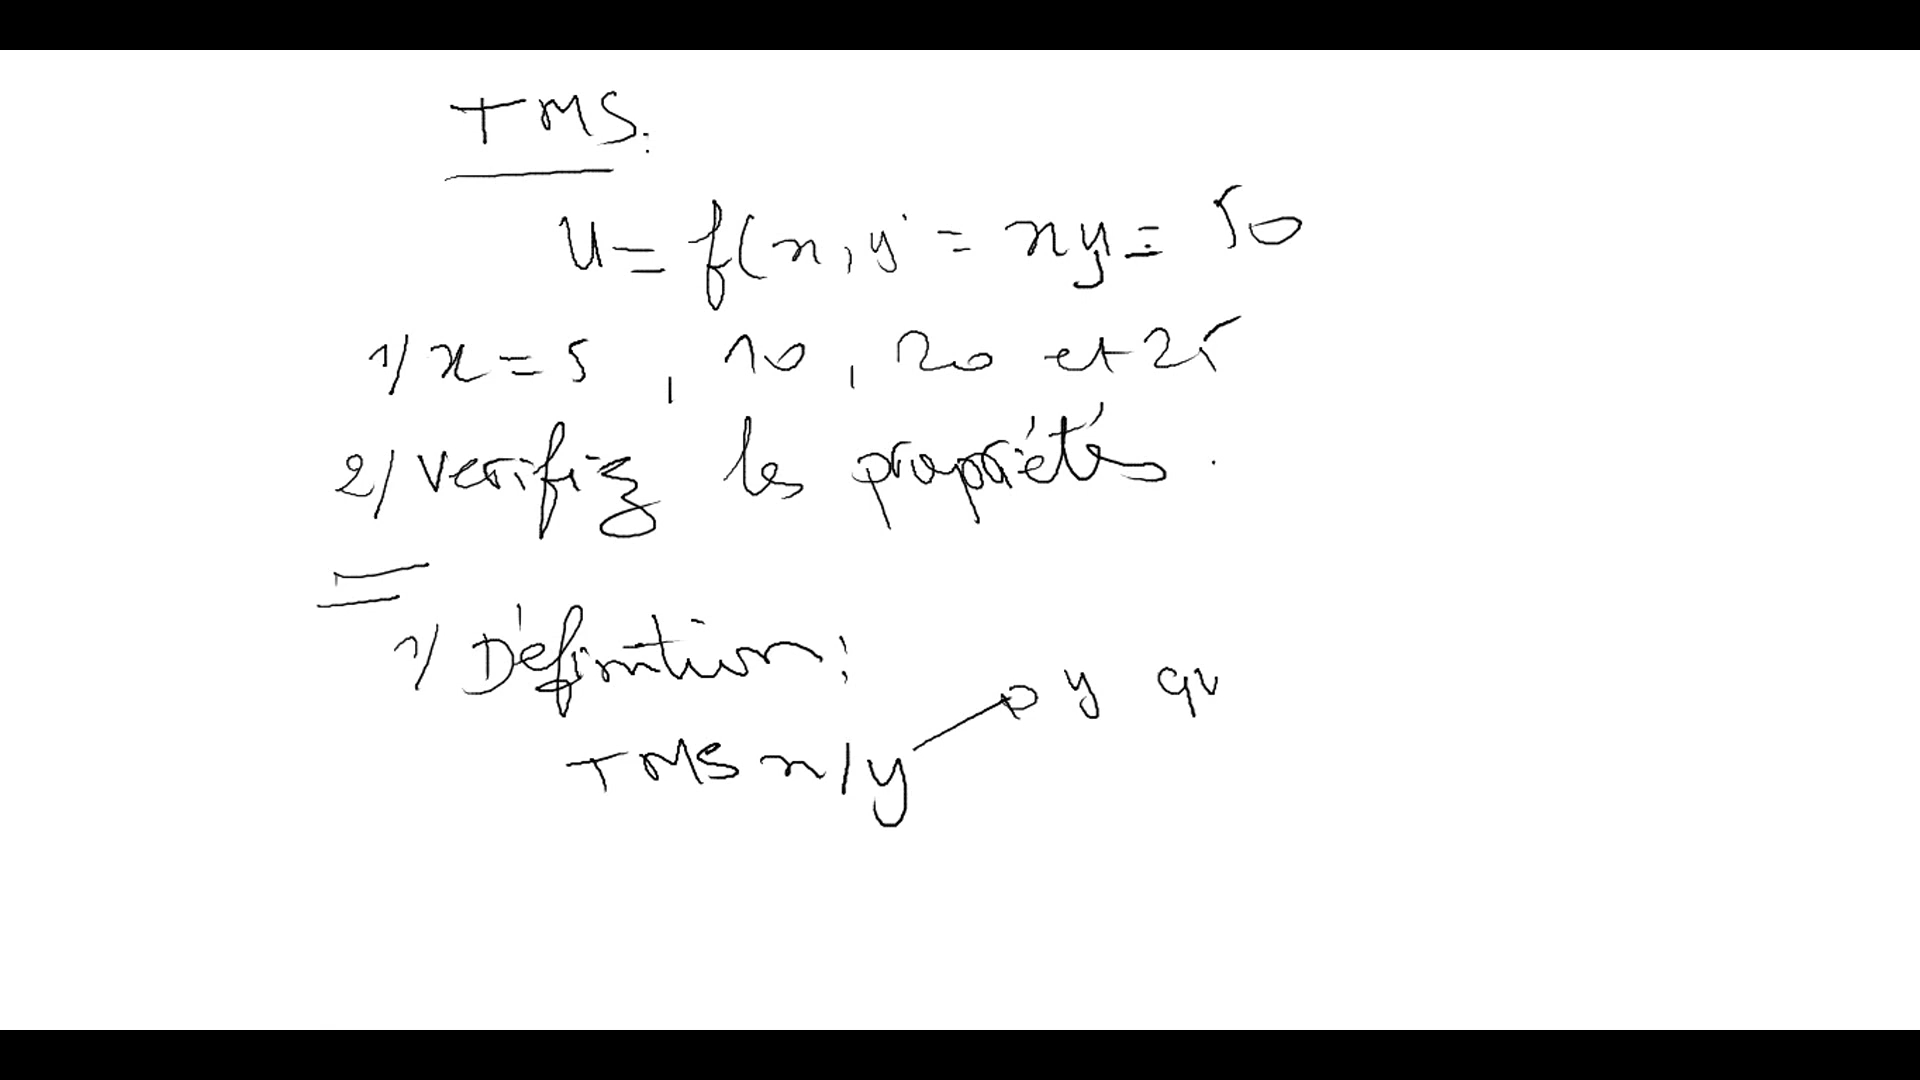 TMS:
U = f(x, y = xy = 50
1/ x = 5, 10, 20 et 25
2/ Verifiez les propriétés.
1/ Définition:
TMS x/y → y qu